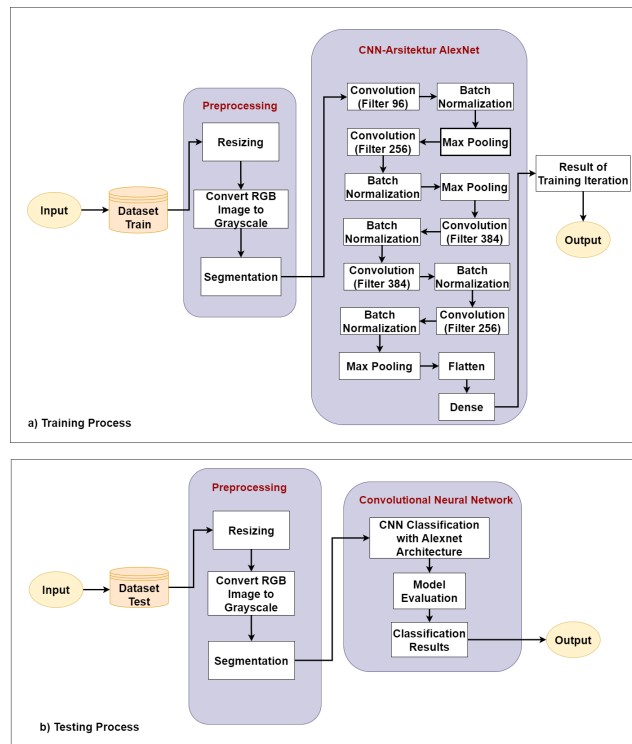 CNN-Arsitektur AlexNet
Preprocessing
Input
Dataset
Train
Resizing
Convert RGB
Image to
Grayscale
Segmentation
Convolution
(Filter 96)
Batch
Normalization
Max Pooling
Convolution
(Filter 256)
Batch
Normalization
Max Pooling
Convolution
(Filter 384)
Batch
Normalization
Convolution
(Filter 384)
Batch
Normalization
Convolution
(Filter 256)
Batch
Normalization
Max Pooling
Flatten
Dense
Result of
Training Iteration
Output
a) Training Process
Preprocessing
Convolutional Neural Network
Input
Dataset
Test
Resizing
Convert RGB
Image to
Grayscale
Segmentation
CNN Classification
with Alexnet
Architecture
Model
Evaluation
Classification
Results
Output
b) Testing Process